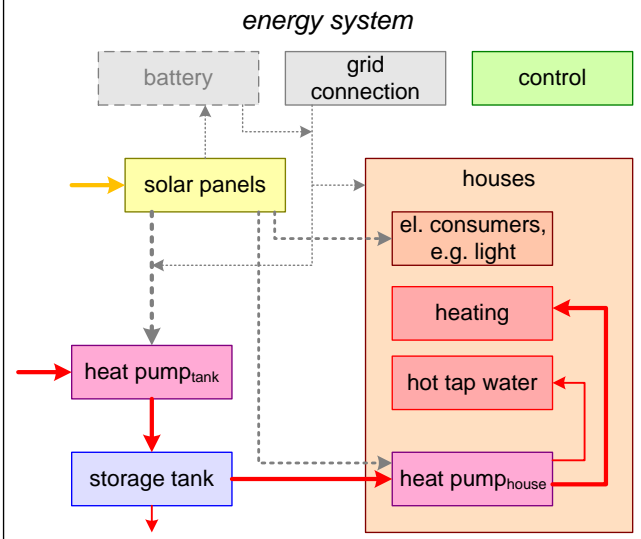 energy system
battery
grid
connection
control
solar panels
houses
el. consumers,
e.g. light
heating
heat pumptank
hot tap water
storage tank
heat pumphouse